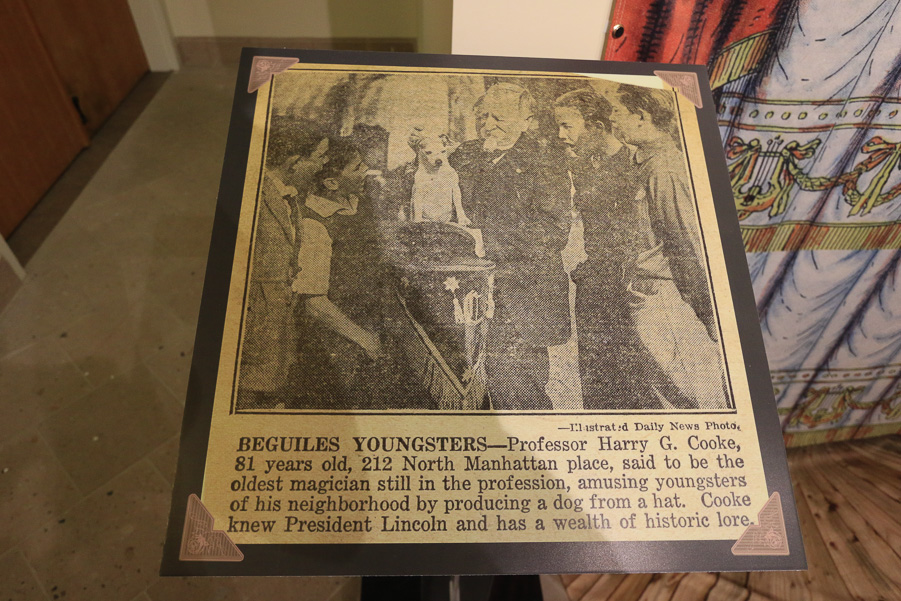 —Illustrated Daily News Photo.
BEGUILES YOUNGSTERS—Professor Harry G. Cooke,
81 years old, 212 North Manhattan place, said to be the
oldest magician still in the profession, amusing youngsters
of his neighborhood by producing a dog from a hat. Cooke
knew President Lincoln and has a wealth of historic lore.